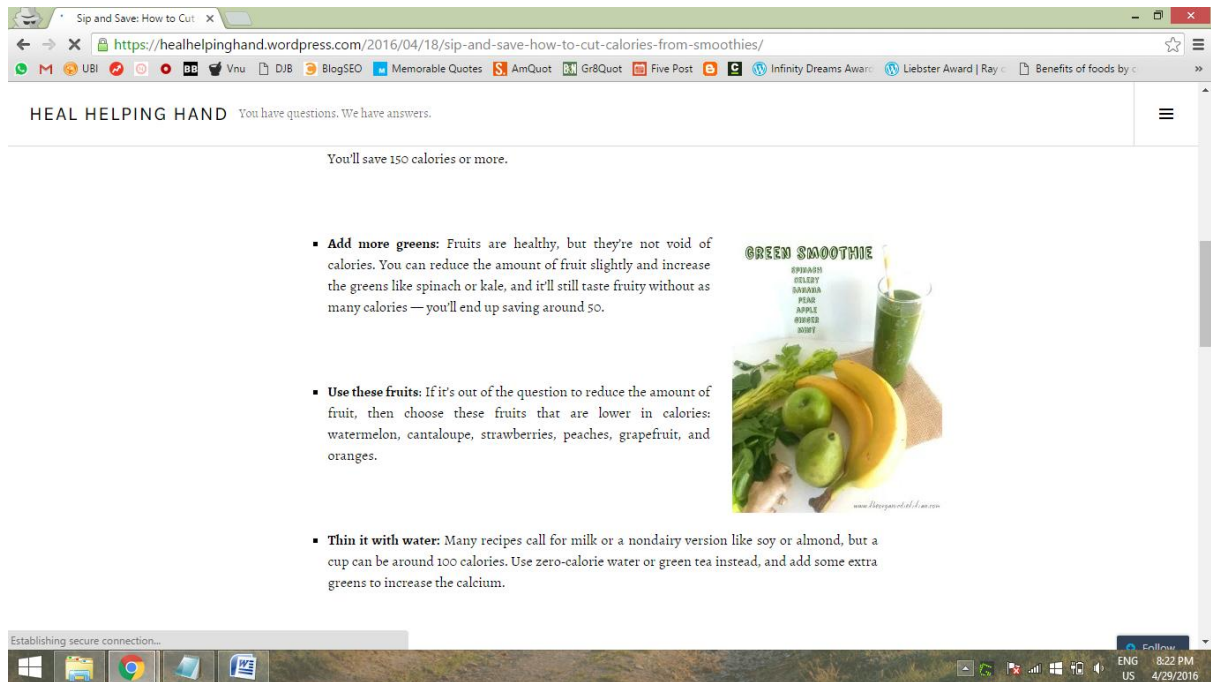 Sip and Save: How to Cut
https://healhelpinghand.wordpress.com/2016/04/18/sip-and-save-how-to-cut-calories-from-smoothies/
UBI BB Vnu DJB BlogSEO Memorable Quotes AmQuot Gr8Quot Five Post Infinity Dreams Awar Liebster Award | Ray Benefits of foods by
HEAL HELPING HAND You have questions. We have answers.
You'll save 150 calories or more.
Add more greens: Fruits are healthy, but they're not void of
calories. You can reduce the amount of fruit slightly and increase
the greens like spinach or kale, and it'll still taste fruity without as
many calories — you'll end up saving around 50.
GREEN SMOOTHIE
SPINACH
CELERY
BANANA
PEAR
APPLE
GINGER
MINT
Use these fruits: If it's out of the question to reduce the amount of
fruit, then choose these fruits that are lower in calories:
watermelon, cantaloupe, strawberries, peaches, grapefruit, and
oranges.
Thin it with water: Many recipes call for milk or a nondairy version like soy or almond, but a
cup can be around 100 calories. Use zero-calorie water or green tea instead, and add some extra
greens to increase the calcium.
Establishing secure connection...
Follow
ENG 8:22 PM
US 4/29/2016